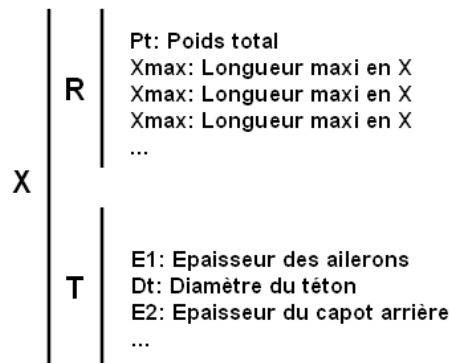 Pt: Poids total
Xmax: Longueur maxi en X
R
Xmax: Longueur maxi en X
Xmax: Longueur maxi en X
...
X
E1: Epaisseur des ailerons
T
Dt: Diamètre du téton
E2: Epaisseur du capot arrière
...